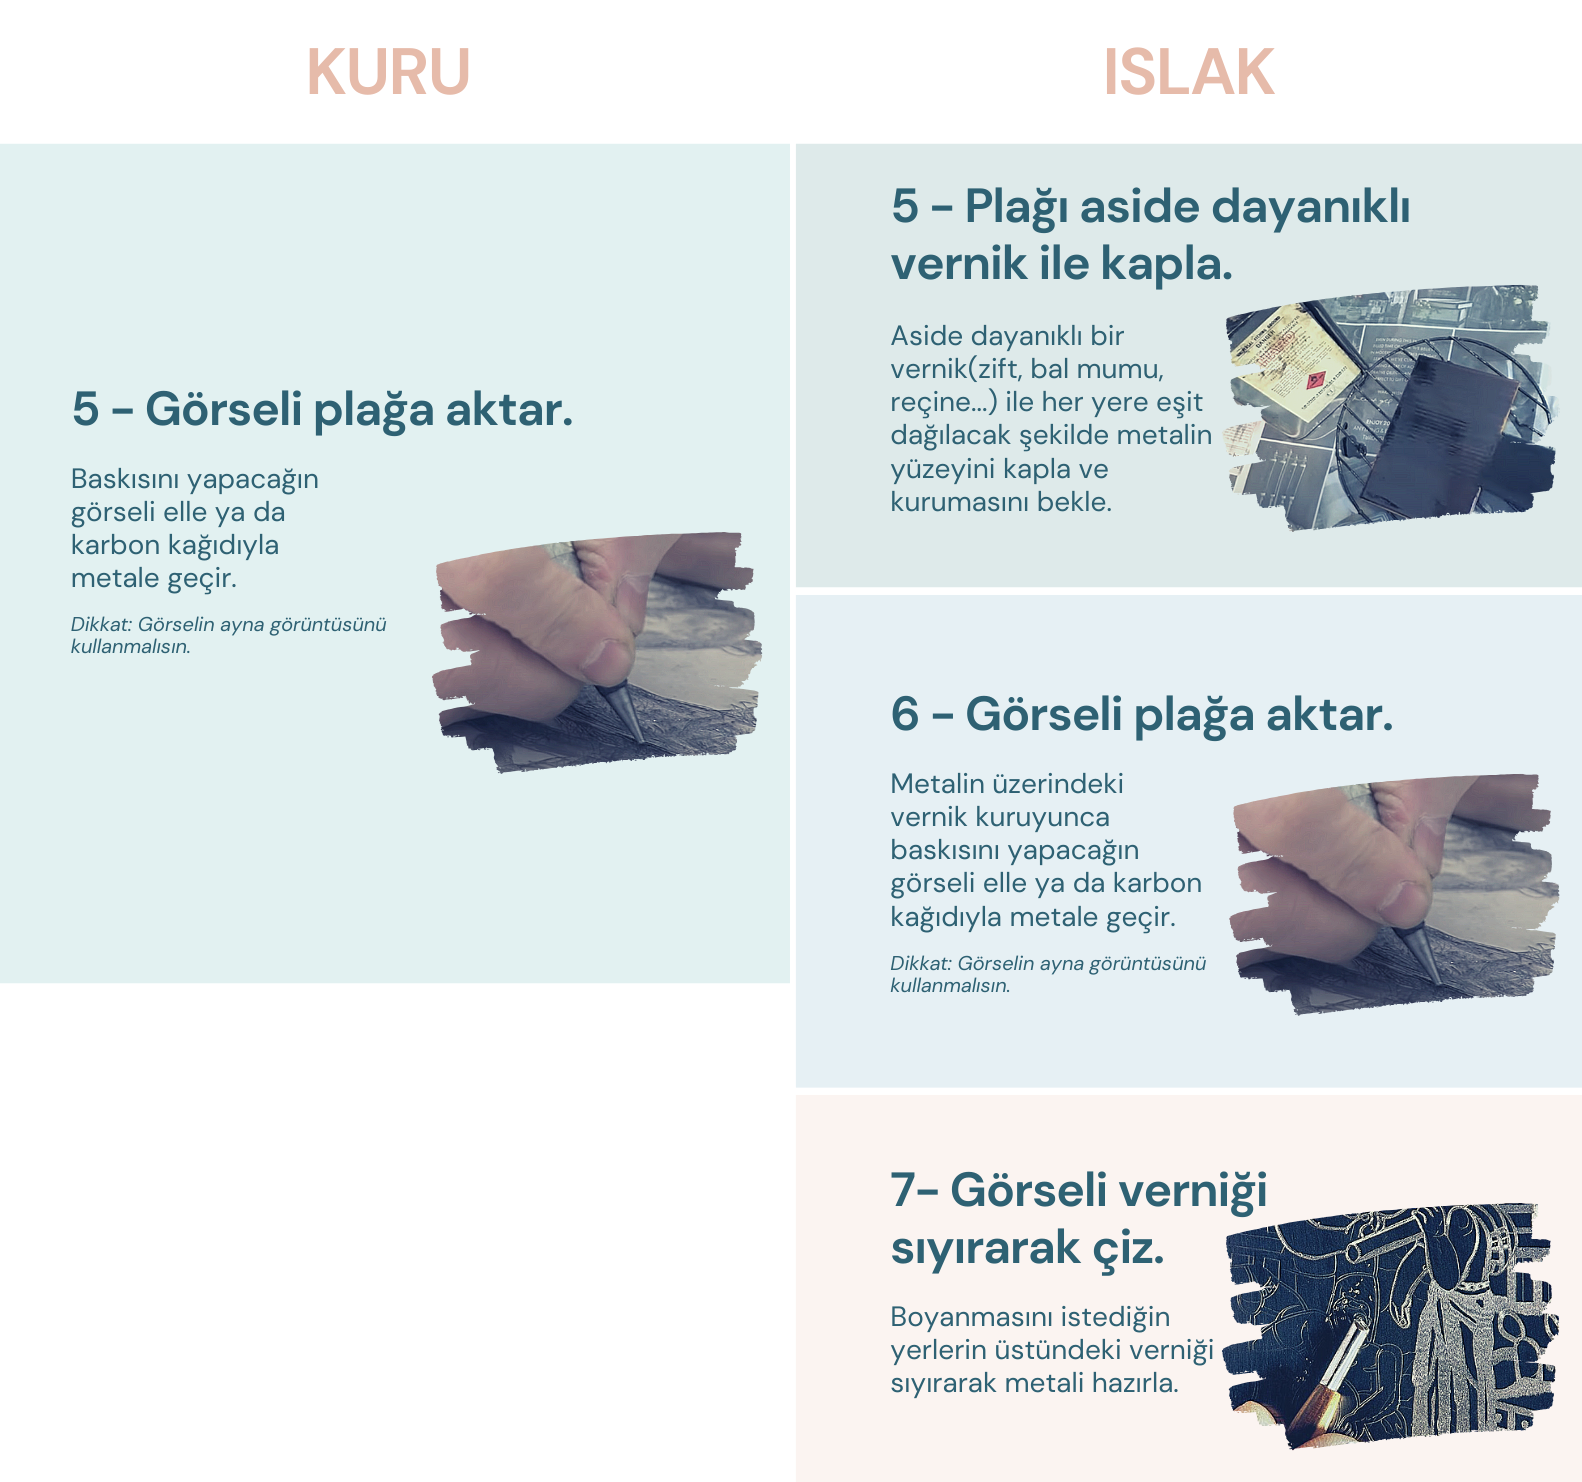 KURU
ISLAK
5 - Görseli plağa aktar.
Baskısını yapacağın
görseli elle ya da
karbon kağıdıyla
metale geçir.
Dikkat: Görselin ayna görüntüsünü
kullanmalısın.
5 - Plağı aside dayanıklı
vernik ile kapla.
Aside dayanıklı bir
vernik(zift, bal mumu,
reçine...) ile her yere eşit
dağılacak şekilde metalin
yüzeyini kapla ve
kurumasını bekle.
DANGER
6 - Görseli plağa aktar.
Metalin üzerindeki
vernik kuruyunca
baskısını yapacağın
görseli elle ya da karbon
kağıdıyla metale geçir.
Dikkat: Görselin ayna görüntüsünü
kullanmalısın.
7- Görseli verniği
sıyırarak çiz.
Boyanmasını istediğin
yerlerin üstündeki verniği
sıyırarak metali hazırla.